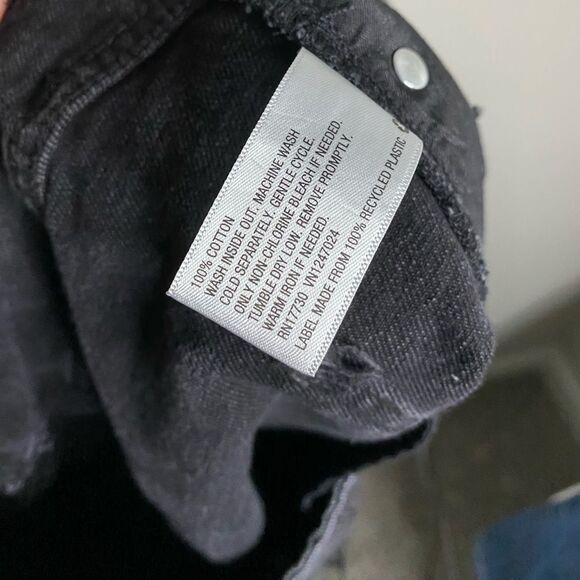 100% COTTON
WASH INSIDE OUT. MACHINE WASH
COLD SEPARATELY. GENTLE CYCLE.
ONLY NON-CHLORINE BLEACH IF NEEDED.
TUMBLE DRY LOW. REMOVE PROMPTLY.
WARM IRON IF NEEDED.
RN17730 VN1247024
LABEL MADE FROM 100% RECYCLED PLASTIC